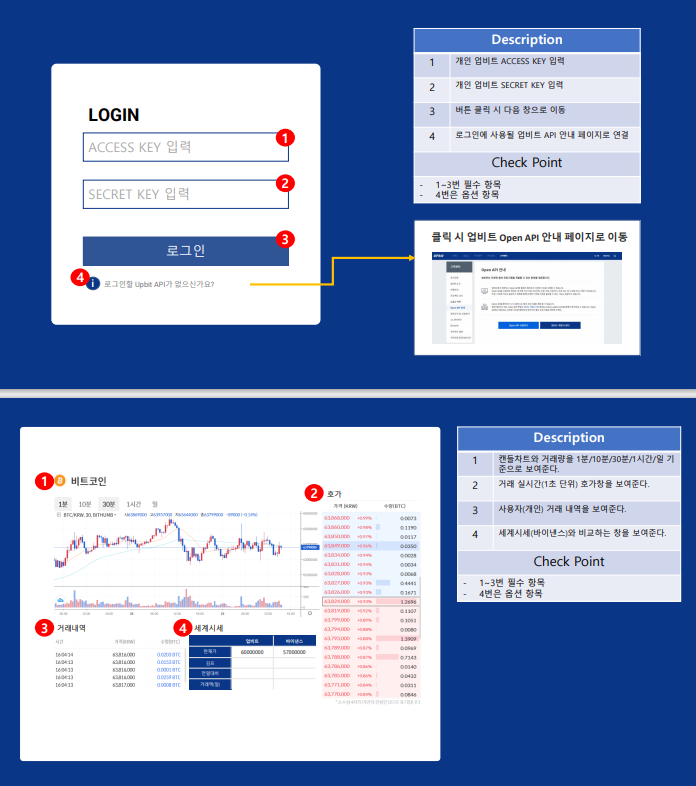 LOGIN
ACCESS KEY 입력
1
SECRET KEY 입력
2
로그인
3
4
i 로그인할 Upbit API가 없으신가요?
Description
1 개인 업비트 ACCESS KEY 입력
2 개인 업비트 SECRET KEY 입력
3 버튼 클릭 시 다음 창으로 이동
4 로그인에 사용될 업비트 API 안내 페이지로 연결
Check Point
- 1~3번 필수 항목
- 4번은 옵션 항목
클릭 시 업비트 Open API 안내 페이지로 이동
Open API 안내
1 비트코인
1분 10분 30분 1시간 일
BTC/KRW, 30, BITHUMB
2 호가
가격 (KRW) 수량(BTC)
63,868,000 +0.99% 0.0073
63,860,000 +0.98% 0.1190
63,850,000 +0.97% 0.0117
63,849,000 +0.96% 0.0350
63,834,000 +0.94% 0.0028
63,831,000 +0.94% 0.0034
63,828,000 +0.93% 0.0068
63,827,000 +0.93% 0.4441
63,826,000 +0.93% 0.1671
63,824,000 +0.93% 1.2696
63,819,000 +0.92% 0.1107
63,799,000 +0.89% 0.1051
63,794,000 +0.88% 0.0080
63,793,000 +0.88% 1.3909
63,789,000 +0.87% 0.0969
63,788,000 +0.87% 0.7143
63,786,000 +0.86% 0.0140
63,785,000 +0.86% 0.0432
63,771,000 +0.84% 0.0311
63,770,000 +0.84% 0.0846
3 거래내역
시간 가격(KRW) 수량(BTC)
16:04:14 63,816,000 0.0203 BTC
16:04:13 63,816,000 0.0153 BTC
16:04:13 63,816,000 0.0001 BTC
16:04:13 63,816,000 0.0259 BTC
16:04:13 63,817,000 0.0008 BTC
4 세계시세
업비트 바이낸스
현재가 60000000 57000000
김프
전일대비
거래액(일)
Description
1 캔들차트와 거래량을 1분/10분/30분/1시간/일 기
준으로 보여준다.
2 거래 실시간(1초 단위) 호가창을 보여준다.
3 사용자(개인) 거래 내역을 보여준다.
4 세계시세(바이낸스)와 비교하는 창을 보여준다.
Check Point
- 1~3번 필수 항목
- 4번은 옵션 항목